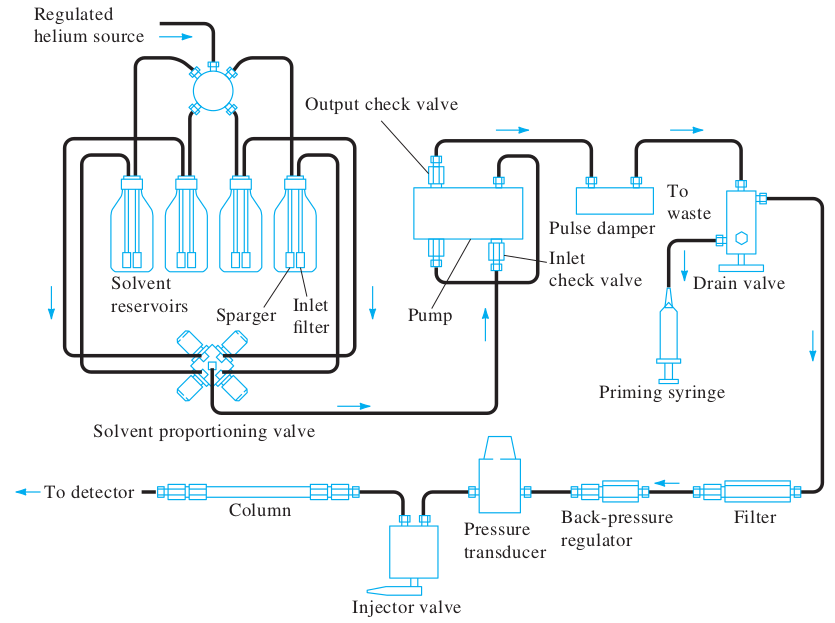 Regulated
helium source
Output check valve
To
waste
Pulse damper
Inlet
check valve
Drain valve
Solvent
reservoirs
Sparger
Inlet
filter
Pump
Priming syringe
Solvent proportioning valve
To detector
Column
Pressure
transducer
Back-pressure
regulator
Filter
Injector valve